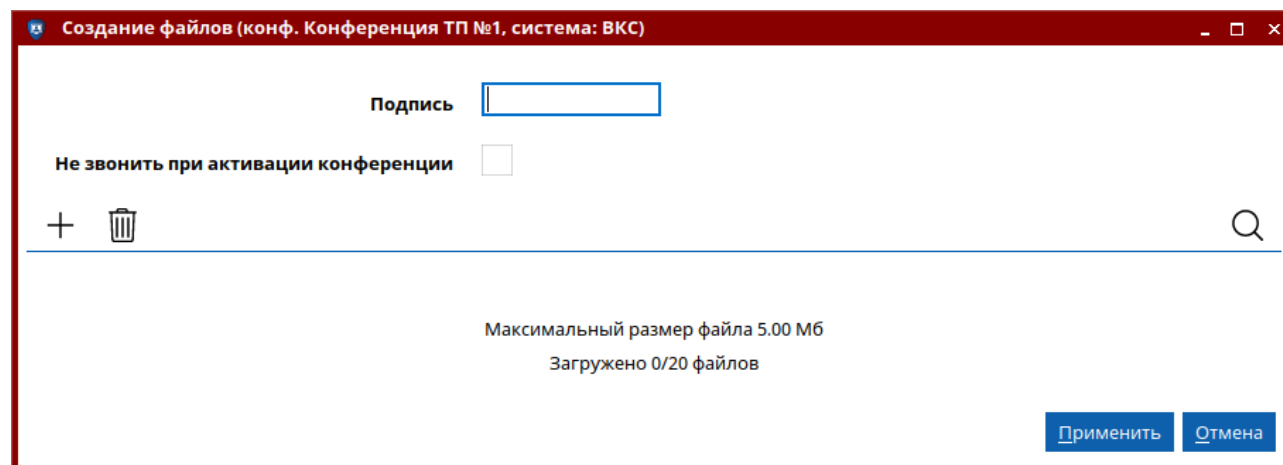 Создание файлов (конф. Конференция ТП №1, система: ВКС)
Подпись
Не звонить при активации конференции
Максимальный размер файла 5.00 Мб
Загружено 0/20 файлов
Применить Отмена